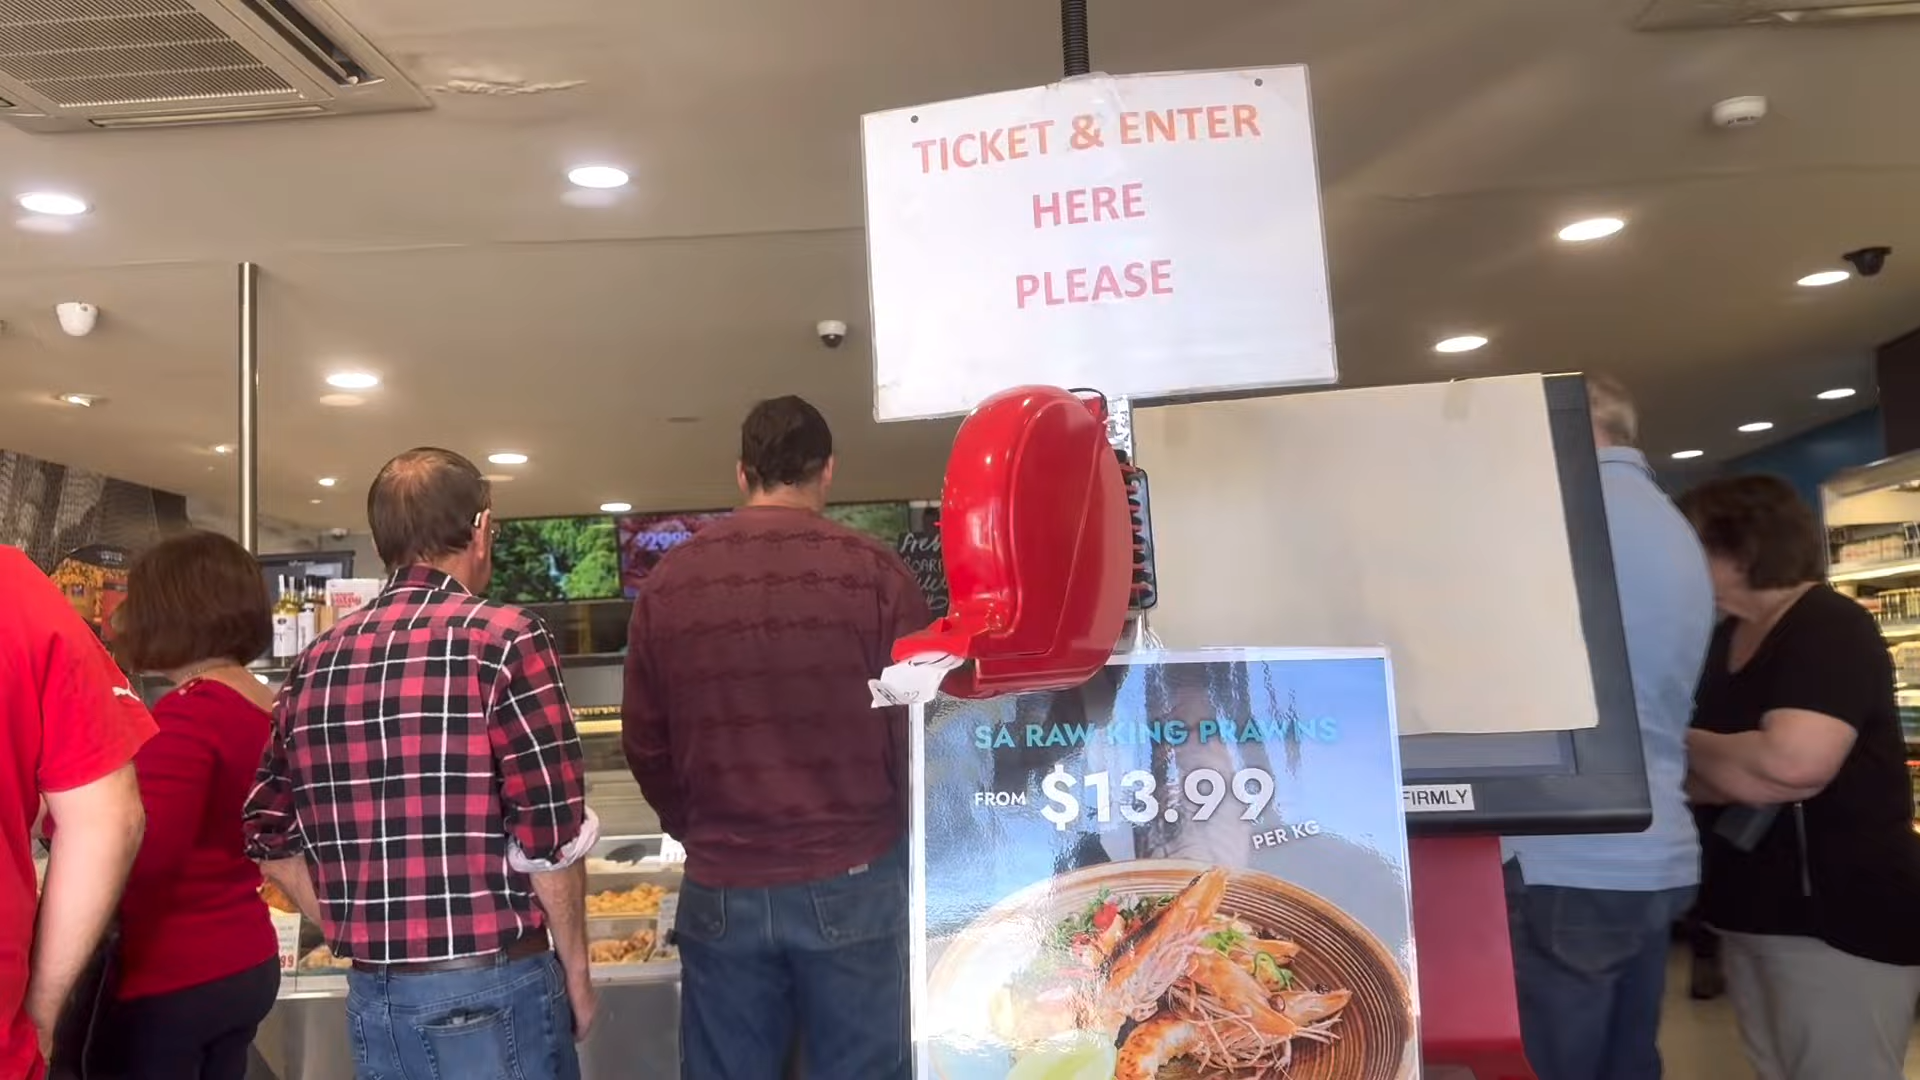 TICKET & ENTER
HERE
PLEASE
SA RAW KING PRAWNS
FROM $13.99
PER KG
FIRMLY